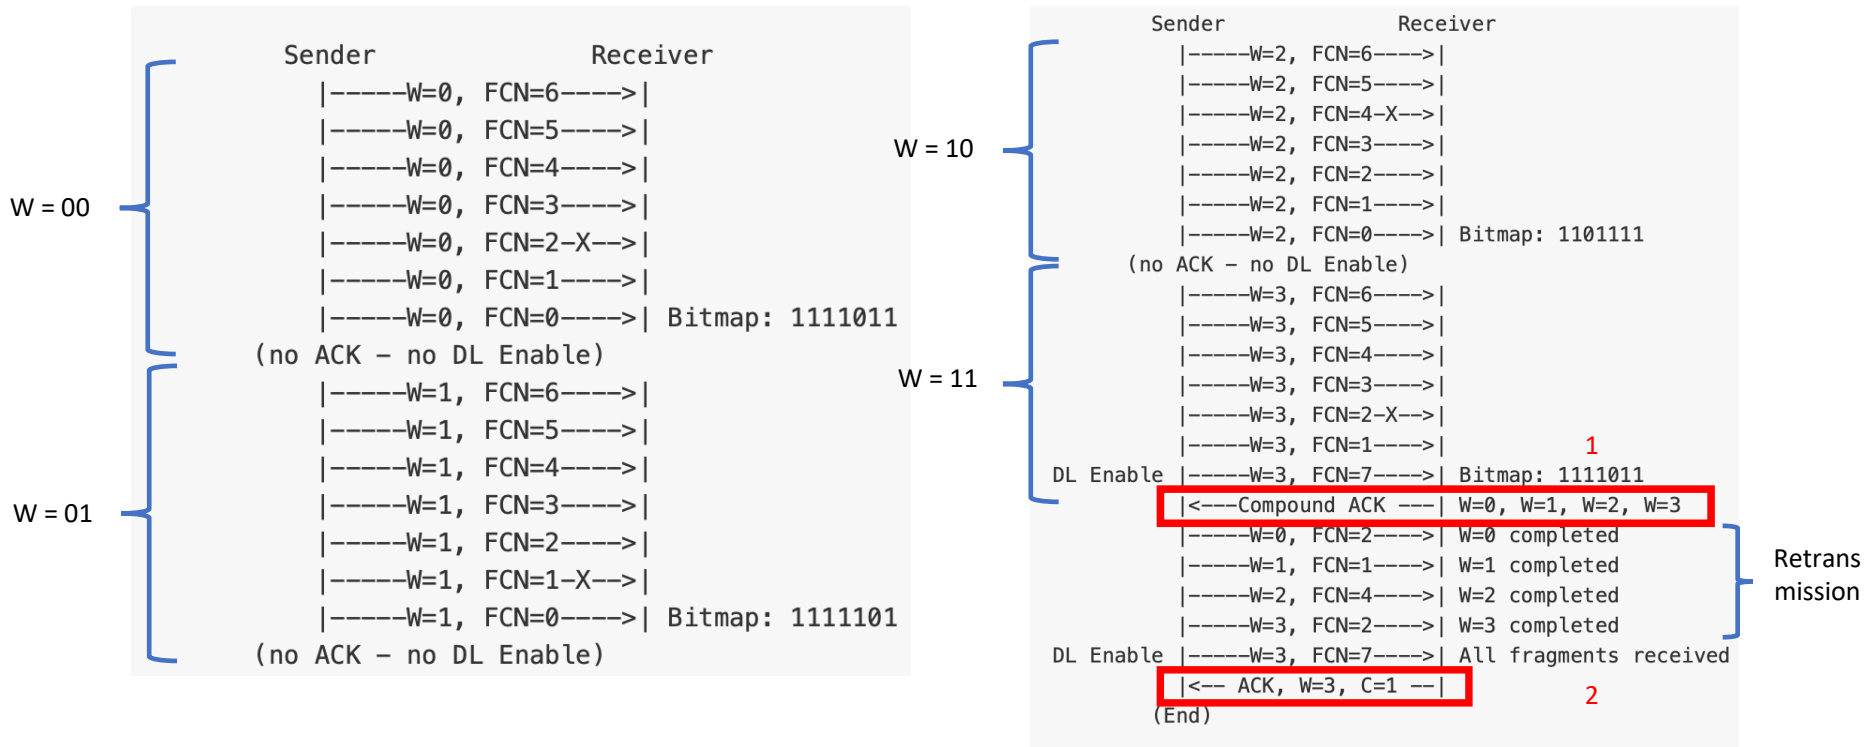 W = 00
Sender Receiver
|-----W=0, FCN=6---->|
|-----W=0, FCN=5---->|
|-----W=0, FCN=4---->|
|-----W=0, FCN=3---->|
|-----W=0, FCN=2-X-->|
|-----W=0, FCN=1---->|
|-----W=0, FCN=0---->| Bitmap: 1111011
(no ACK – no DL Enable)
W = 01
|-----W=1, FCN=6---->|
|-----W=1, FCN=5---->|
|-----W=1, FCN=4---->|
|-----W=1, FCN=3---->|
|-----W=1, FCN=2---->|
|-----W=1, FCN=1-X-->|
|-----W=1, FCN=0---->| Bitmap: 1111101
(no ACK – no DL Enable)
W = 10
Sender Receiver
|-----W=2, FCN=6---->|
|-----W=2, FCN=5---->|
|-----W=2, FCN=4-X-->|
|-----W=2, FCN=3---->|
|-----W=2, FCN=2---->|
|-----W=2, FCN=1---->|
|-----W=2, FCN=0---->| Bitmap: 1101111
(no ACK – no DL Enable)
W = 11
|-----W=3, FCN=6---->|
|-----W=3, FCN=5---->|
|-----W=3, FCN=4---->|
|-----W=3, FCN=3---->|
|-----W=3, FCN=2-X-->|
|-----W=3, FCN=1---->|
1
DL Enable |-----W=3, FCN=7---->| Bitmap: 1111011
|<---Compound ACK ---| W=0, W=1, W=2, W=3
|-----W=0, FCN=2---->| W=0 completed
|-----W=1, FCN=1---->| W=1 completed
|-----W=2, FCN=4---->| W=2 completed
|-----W=3, FCN=2---->| W=3 completed
Retrans
mission
DL Enable |-----W=3, FCN=7---->| All fragments received
|<-- ACK, W=3, C=1 --|
2
(End)